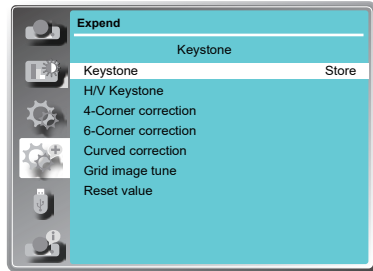 Expend
Keystone
Keystone Store
H/V Keystone
4-Corner correction
6-Corner correction
Curved correction
Grid image tune
Reset value